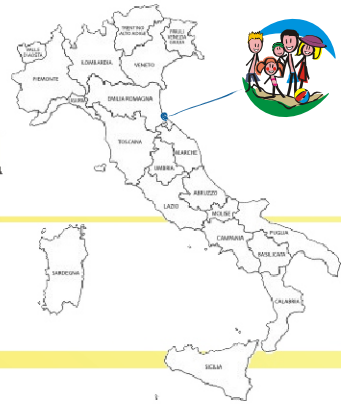 TRENTINO
ALTO ADIGE
FRIULI
VENEZIA
GIULIA
VALLE
D'AOSTA
LOMBARDIA
VENETO
PIEMONTE
LIGURIA
EMILIA ROMAGNA
TOSCANA
MARCHE
UMBRIA
ABRUZZO
LAZIO
MOLISE
CAMPANIA
PUGLIA
BASILICATA
SARDEGNA
CALABRIA
SICILIA